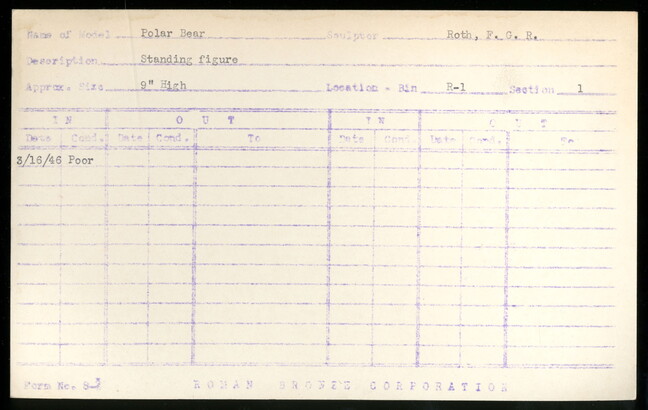 Name of Model Polar Bear Sculptor Roth, F. G. R.
Description Standing figure
Approx. Size 9" High Location - Bin R-1 Section 1
IN OUT IN OUT
Date Cond. Date Cond. To Date Cond. Date Cond. To
3/16/46 Poor
Form No. 8-3 ROMAN BRONZE CORPORATION